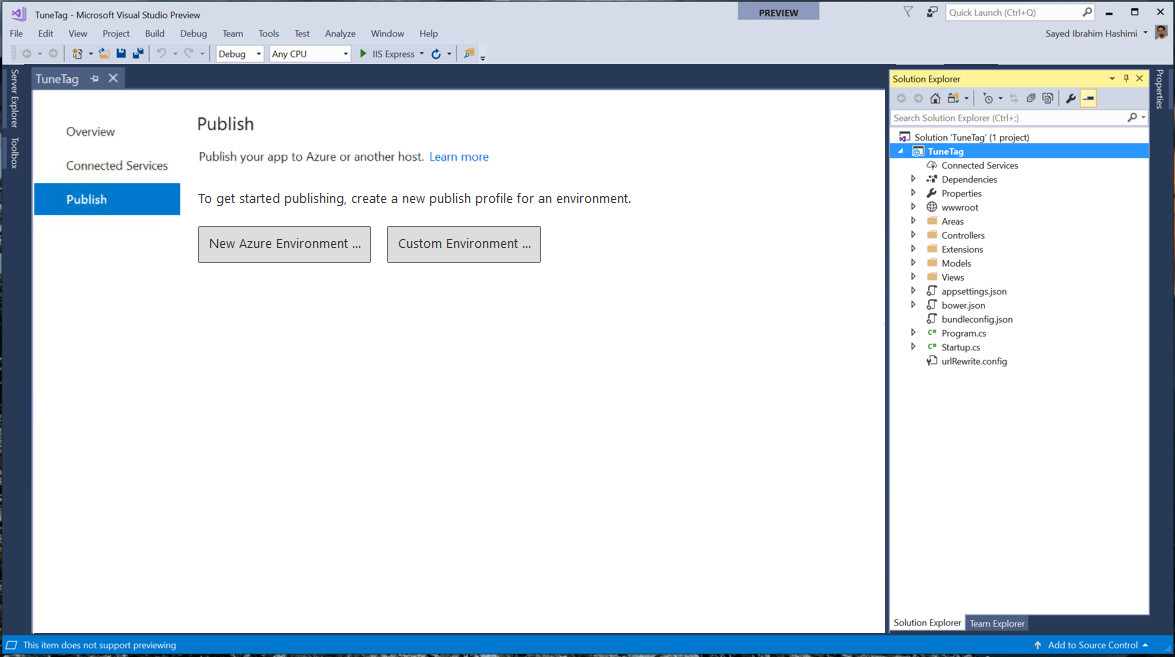 TuneTag - Microsoft Visual Studio Preview
PREVIEW
Quick Launch (Ctrl+Q)
File Edit View Project Build Debug Team Tools Test Analyze Window Help
Sayed Ibrahim Hashimi
Debug Any CPU IIS Express
Server Explorer
Toolbox
TuneTag
Overview
Connected Services
Publish
Publish
Publish your app to Azure or another host. Learn more
To get started publishing, create a new publish profile for an environment.
New Azure Environment ...
Custom Environment ...
Solution Explorer
Search Solution Explorer (Ctrl+;)
Solution 'TuneTag' (1 project)
TuneTag
Connected Services
Dependencies
Properties
wwwroot
Areas
Controllers
Extensions
Models
Views
appsettings.json
bower.json
bundleconfig.json
C# Program.cs
C# Startup.cs
urlRewrite.config
Solution Explorer Team Explorer
Properties
This item does not support previewing
Add to Source Control